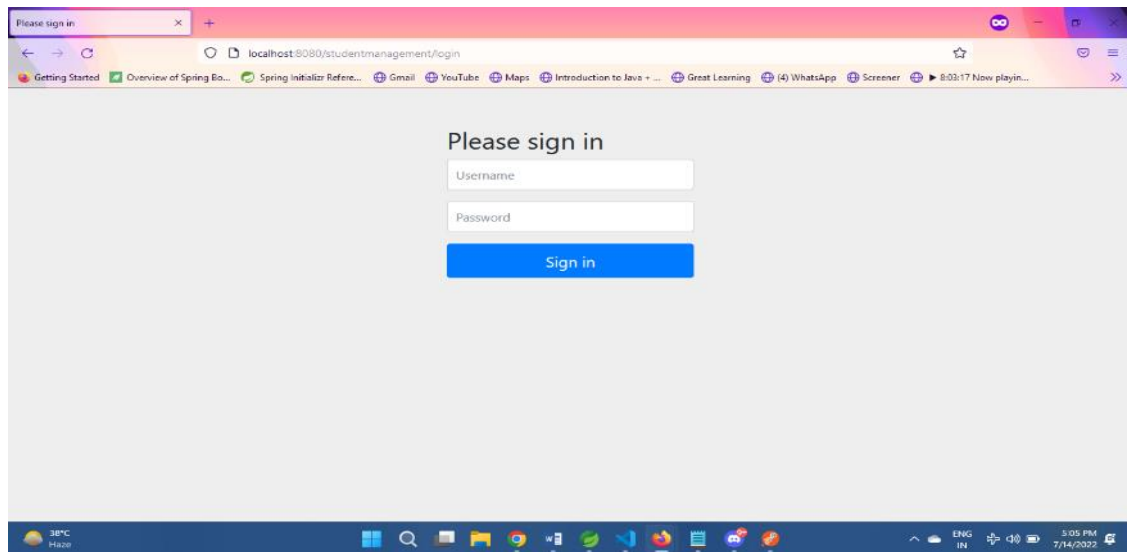 Please sign in
localhost:8080/studentmanagement/login
Getting Started Overview of Spring Bo... Spring Initializr Refere... Gmail YouTube Maps Introduction to Java + ... Great Learning (4) WhatsApp Screener ▶ 8:03:17 Now playin...
Please sign in
Username
Password
Sign in
38°C
Haze
ENG
IN
5:05 PM
7/14/2022